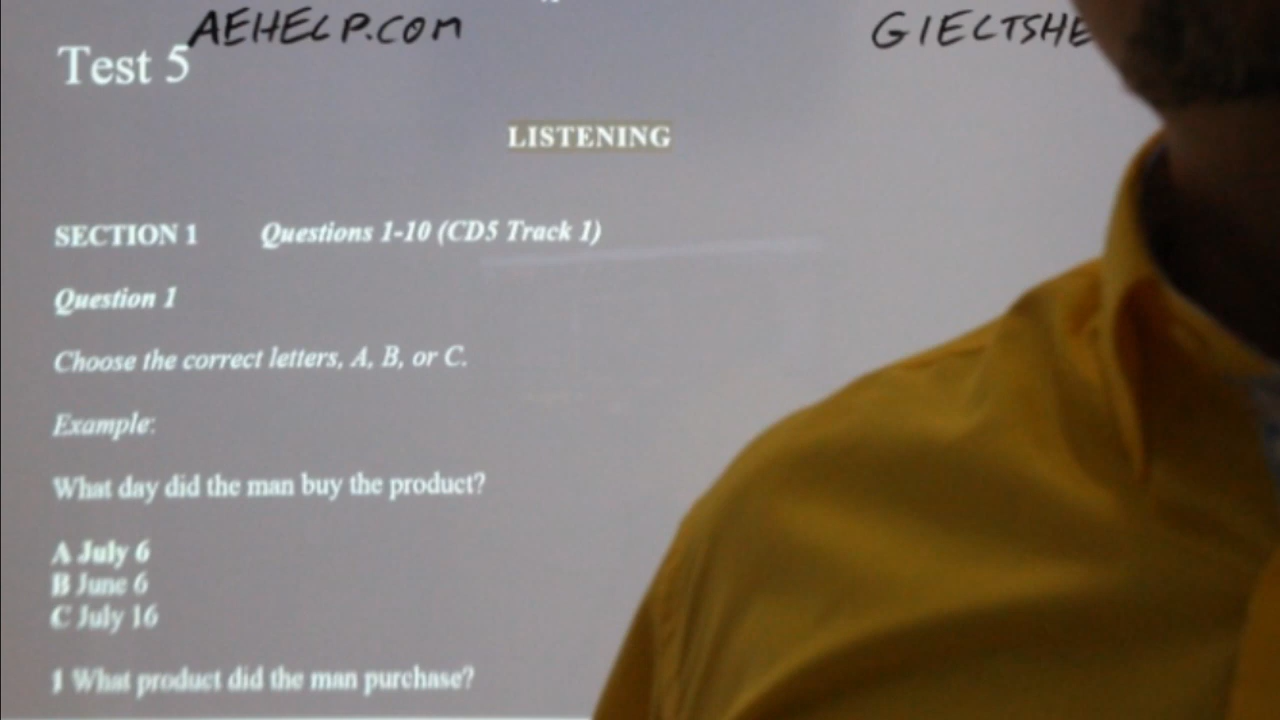 AEHELP.COM
Test 5
LISTENING
SECTION 1 Questions 1-10 (CD5 Track 1)
Question 1
Choose the correct letters, A, B, or C.
Example:
What day did the man buy the product?
A July 6
B June 6
C July 16
1 What product did the man purchase?